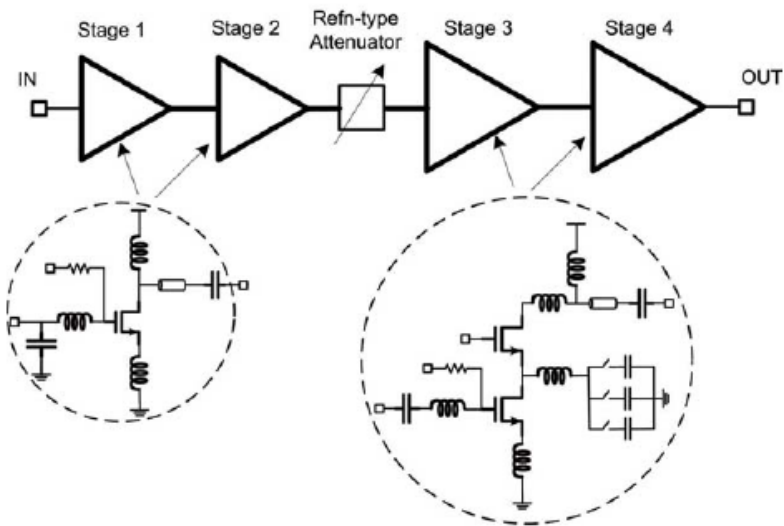 Stage 1
Stage 2
Refn-type
Attenuator
Stage 3
Stage 4
IN
OUT